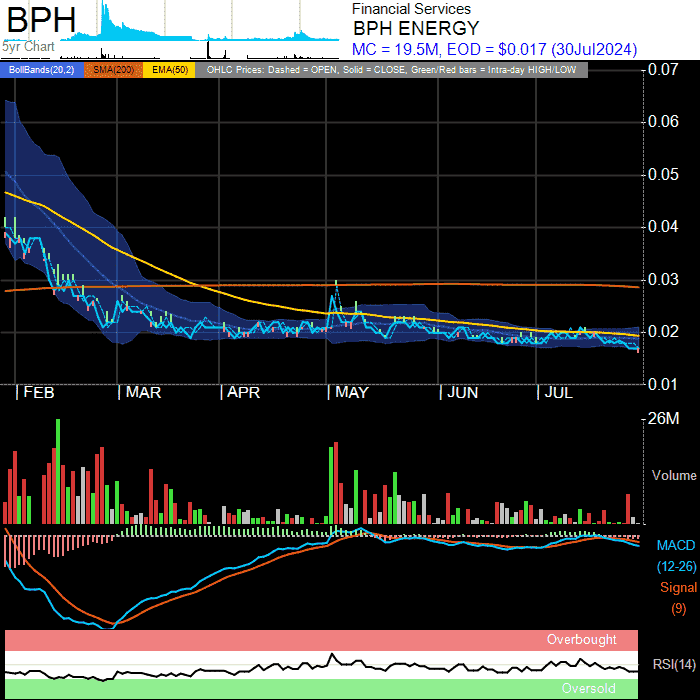 BPH
Financial Services
BPH ENERGY
MC = 19.5M, EOD = $0.017 (30Jul2024)
5yr Chart
BollBands(20,2) SMA(200) EMA(50) OHLC Prices: Dashed = OPEN, Solid = CLOSE, Green/Red bars = Intra-day HIGH/LOW
0.07
0.06
0.05
0.04
0.03
0.02
0.01
FEB MAR APR MAY JUN JUL
26M
Volume
MACD
(12-26)
Signal
(9)
Overbought
RSI(14)
Oversold